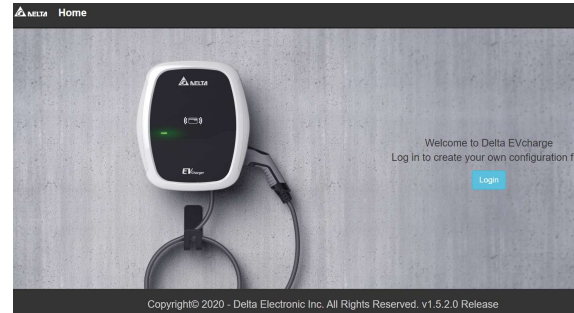 DELTA Home
DELTA
EVcharger
Welcome to Delta EVcharge
Log in to create your own configuration f
Login
Copyright© 2020 - Delta Electronic Inc. All Rights Reserved. v1.5.2.0 Release